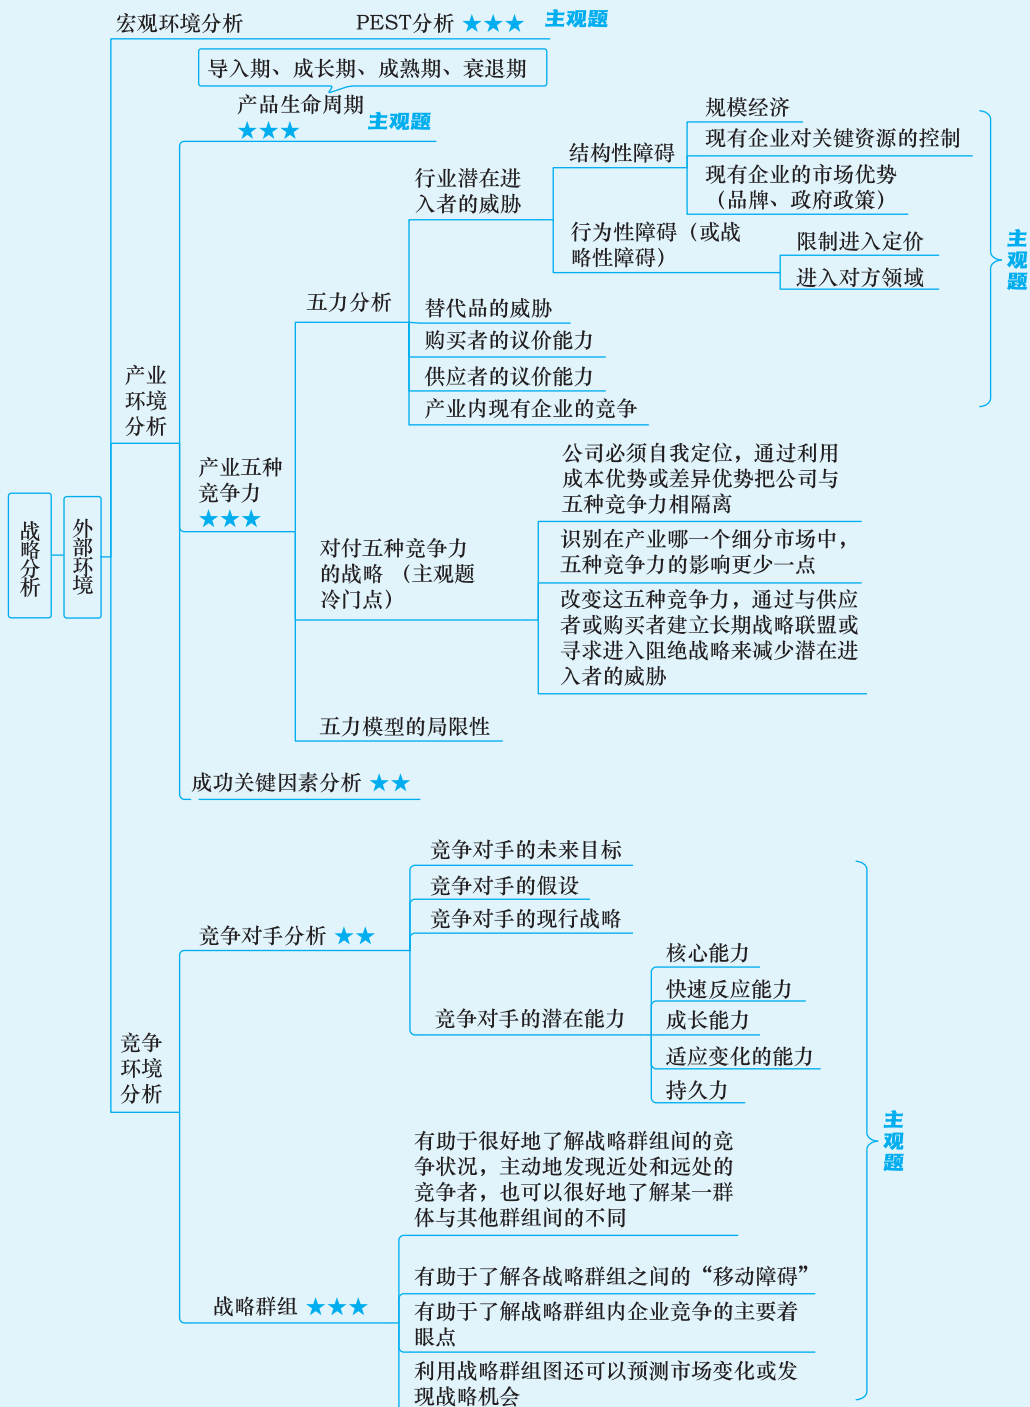 宏观环境分析
PEST分析 ★★★
主观题
导入期、成长期、成熟期、衰退期
产品生命周期
★★★
主观题
规模经济
结构性障碍
现有企业对关键资源的控制
行业潜在进
入者的威胁
现有企业的市场优势
（品牌、政府政策）
行为性障碍（或战
略性障碍）
限制进入定价
进入对方领域
主观题
五力分析
替代品的威胁
购买者的议价能力
供应者的议价能力
产业内现有企业的竞争
产业
环境
分析
产业五种
竞争力
★★★
公司必须自我定位，通过利用
成本优势或差异优势把公司与
五种竞争力相隔离
战略分析
外部环境
对付五种竞争力
的战略 （主观题
冷门点）
识别在产业哪一个细分市场中，
五种竞争力的影响更少一点
改变这五种竞争力，通过与供应
者或购买者建立长期战略联盟或
寻求进入阻绝战略来减少潜在进
入者的威胁
五力模型的局限性
成功关键因素分析 ★★
竞争对手的未来目标
竞争对手的假设
竞争对手分析 ★★
竞争对手的现行战略
核心能力
快速反应能力
竞争对手的潜在能力
成长能力
适应变化的能力
持久力
竞争
环境
分析
主观题
有助于很好地了解战略群组间的竞
争状况，主动地发现近处和远处的
竞争者，也可以很好地了解某一群
体与其他群组间的不同
有助于了解各战略群组之间的“移动障碍”
战略群组 ★★★
有助于了解战略群组内企业竞争的主要着
眼点
利用战略群组图还可以预测市场变化或发
现战略机会